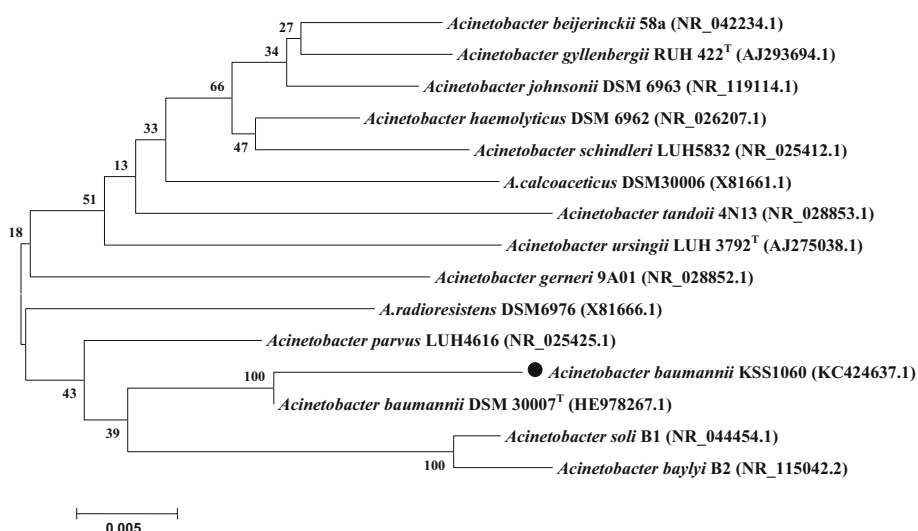 27
Acinetobacter beijerinckii 58a (NR_042234.1)
34
Acinetobacter gyllenbergii RUH 422T (AJ293694.1)
66
Acinetobacter johnsonii DSM 6963 (NR_119114.1)
Acinetobacter haemolyticus DSM 6962 (NR_026207.1)
33
47
Acinetobacter schindleri LUH5832 (NR_025412.1)
13
A.calcoaceticus DSM30006 (X81661.1)
51
Acinetobacter tandoii 4N13 (NR_028853.1)
18
Acinetobacter ursingii LUH 3792T (AJ275038.1)
Acinetobacter gerneri 9A01 (NR_028852.1)
A.radioresistens DSM6976 (X81666.1)
Acinetobacter parvus LUH4616 (NR_025425.1)
100
Acinetobacter baumannii KSS1060 (KC424637.1)
43
Acinetobacter baumannii DSM 30007T (HE978267.1)
39
Acinetobacter soli B1 (NR_044454.1)
100
Acinetobacter baylyi B2 (NR_115042.2)
0.005